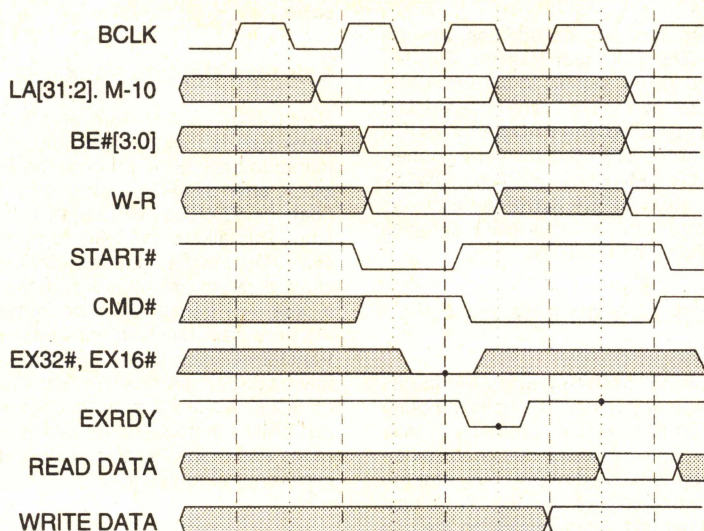 BCLK
LA[31:2]. M-10
BE#[3:0]
W-R
START#
CMD#
EX32#, EX16#
EXRDY
READ DATA
WRITE DATA